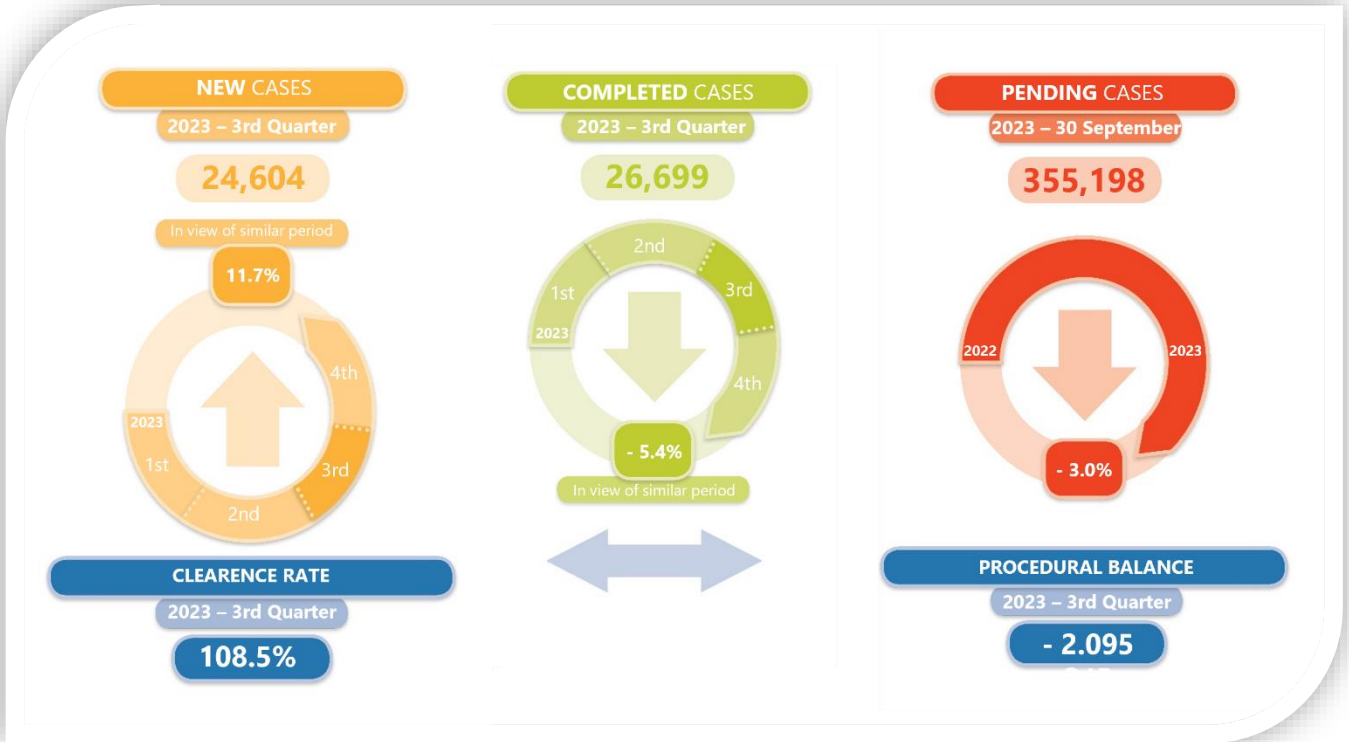 NEW CASES
2023 – 3rd Quarter
24,604
In view of similar period
11.7%
4th
2023
1st
3rd
2nd
CLEARENCE RATE
2023 – 3rd Quarter
108.5%
COMPLETED CASES
2023 – 3rd Quarter
26,699
2nd
1st
3rd
2023
4th
- 5.4%
In view of similar period
PENDING CASES
2023 – 30 September
355,198
2022
2023
- 3.0%
PROCEDURAL BALANCE
2023 – 3rd Quarter
- 2.095